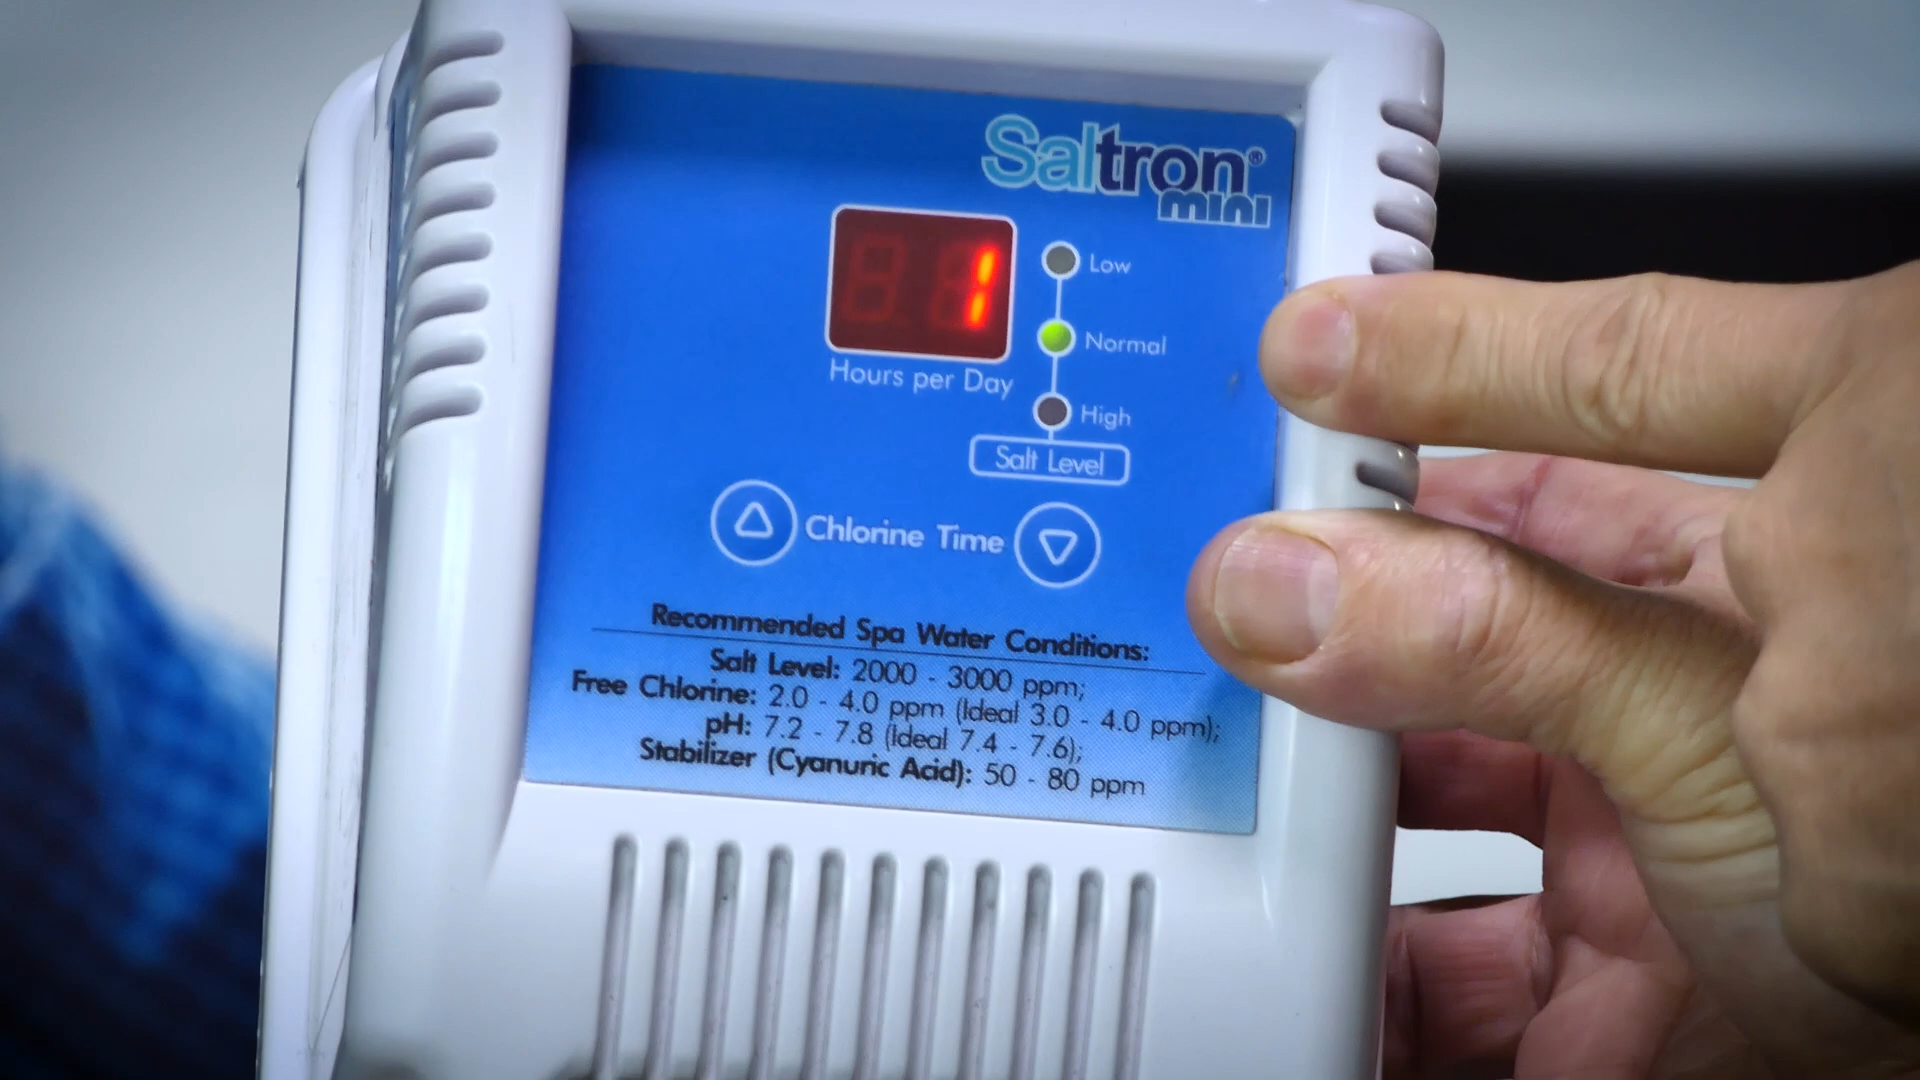 Saltron®
mini
1
Low
Normal
Hours per Day
High
Salt Level
Chlorine Time
Recommended Spa Water Conditions:
Salt Level: 2000 - 3000 ppm;
Free Chlorine: 2.0 - 4.0 ppm (Ideal 3.0 - 4.0 ppm);
pH: 7.2 - 7.8 (Ideal 7.4 - 7.6);
Stabilizer (Cyanuric Acid): 50 - 80 ppm